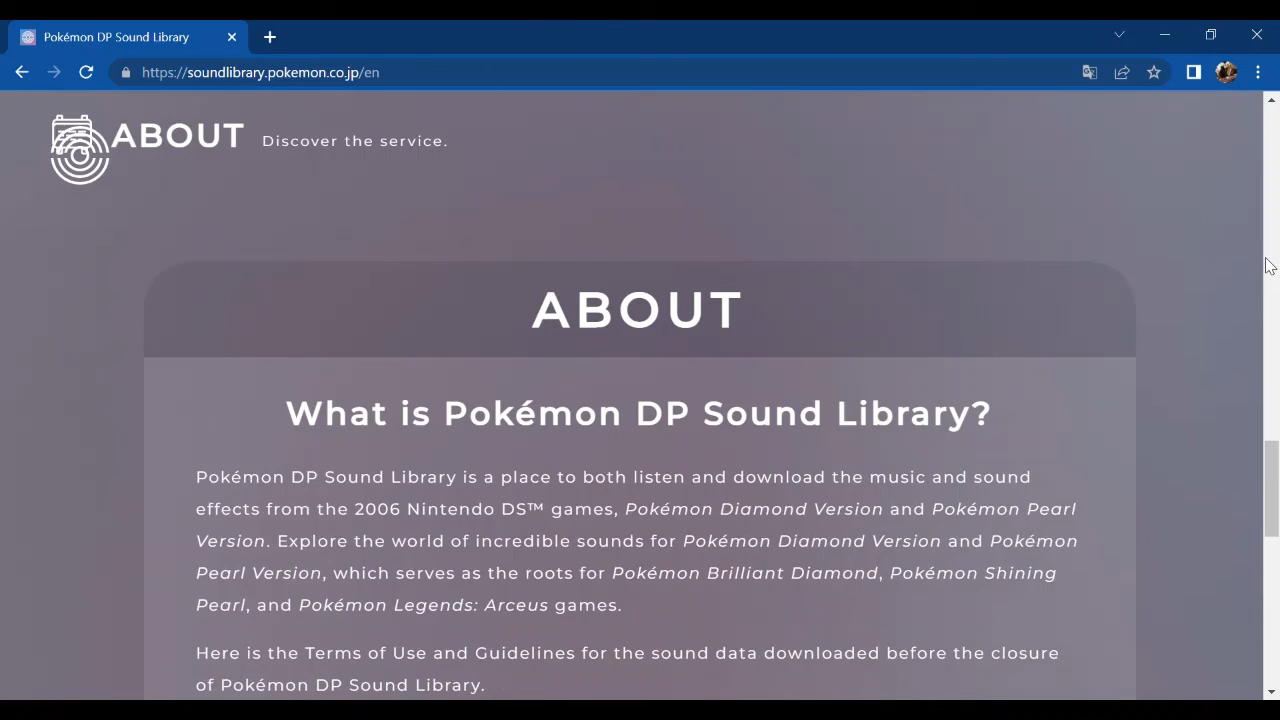 Pokémon DP Sound Library
https://soundlibrary.pokemon.co.jp/en
ABOUT Discover the service.
ABOUT
What is Pokémon DP Sound Library?
Pokémon DP Sound Library is a place to both listen and download the music and sound
effects from the 2006 Nintendo DS™ games, Pokémon Diamond Version and Pokémon Pearl
Version. Explore the world of incredible sounds for Pokémon Diamond Version and Pokémon
Pearl Version, which serves as the roots for Pokémon Brilliant Diamond, Pokémon Shining
Pearl, and Pokémon Legends: Arceus games.
Here is the Terms of Use and Guidelines for the sound data downloaded before the closure
of Pokémon DP Sound Library.